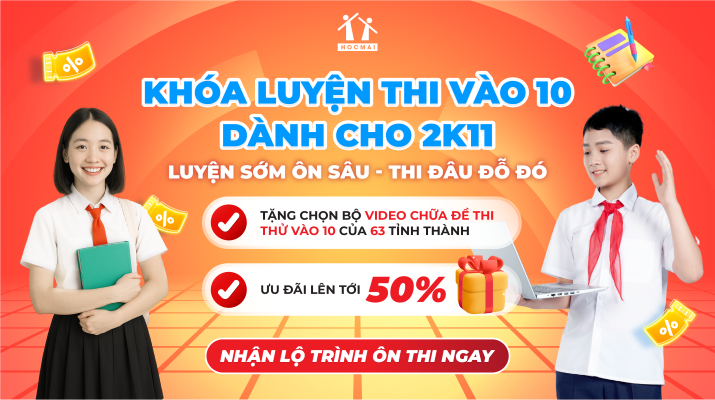 HOCMAI
KHÓA LUYỆN THI VÀO 10
DÀNH CHO 2K11
LUYỆN SỚM ÔN SÂU - THI ĐÂU ĐỖ ĐÓ
TẶNG CHỌN BỘ VIDEO CHỮA ĐỀ THI
THỬ VÀO 10 CỦA 63 TỈNH THÀNH
ƯU ĐÃI LÊN TỚI 50%
NHẬN LỘ TRÌNH ÔN THI NGAY
%
%
%